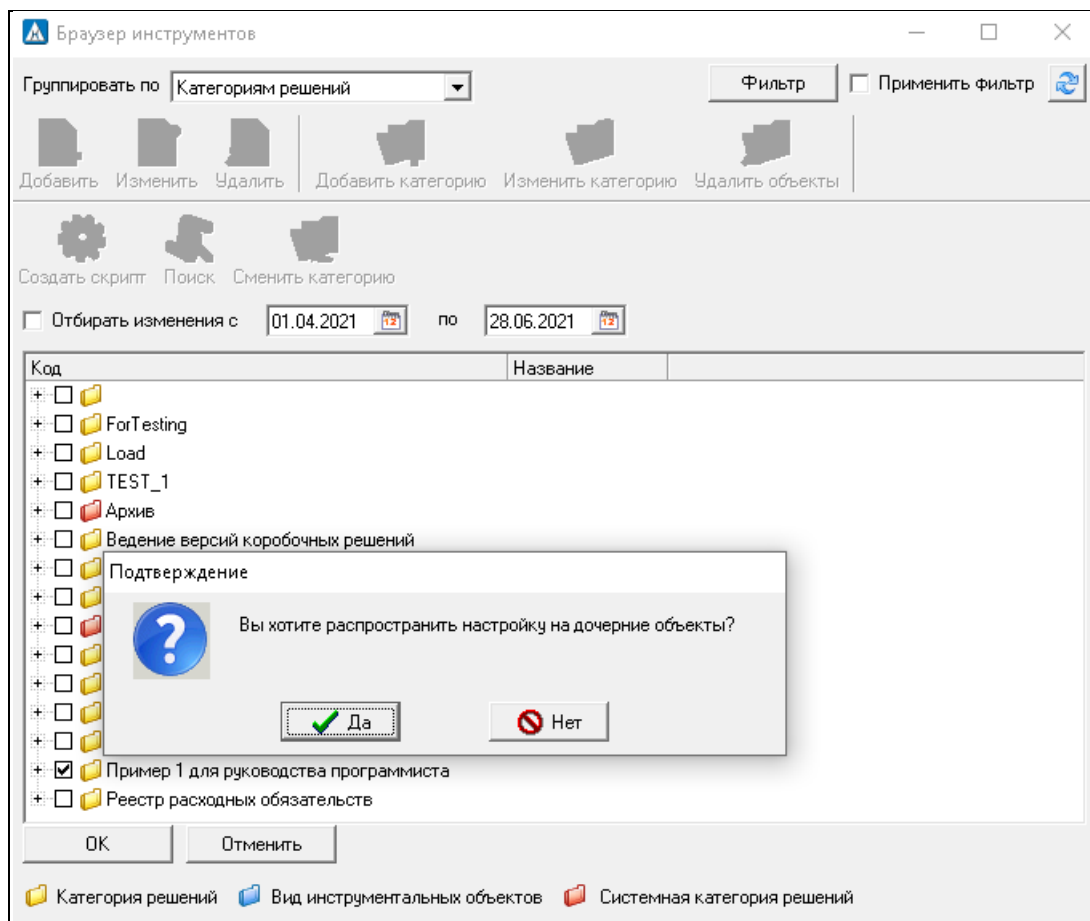 Браузер инструментов
Группировать по Категориям решений Фильтр Применить фильтр
Добавить Изменить Удалить Добавить категорию Изменить категорию Удалить объекты
Создать скрипт Поиск Сменить категорию
Отбирать изменения с 01.04.2021 по 28.06.2021
Код Название
ForTesting
Load
TEST_1
Архив
Ведение версий коробочных решений
Подтверждение
Вы хотите распространить настройку на дочерние объекты?
Да Нет
Пример 1 для руководства программиста
Реестр расходных обязательств
OK Отменить
Категория решений Вид инструментальных объектов Системная категория решений